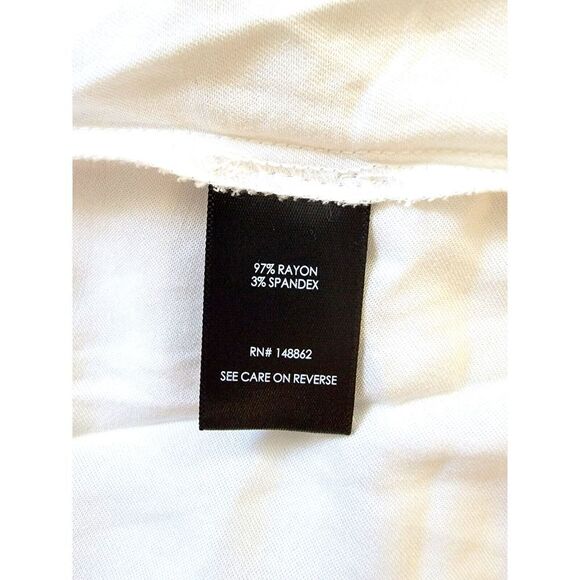 97% RAYON
3% SPANDEX
RN# 148862
SEE CARE ON REVERSE